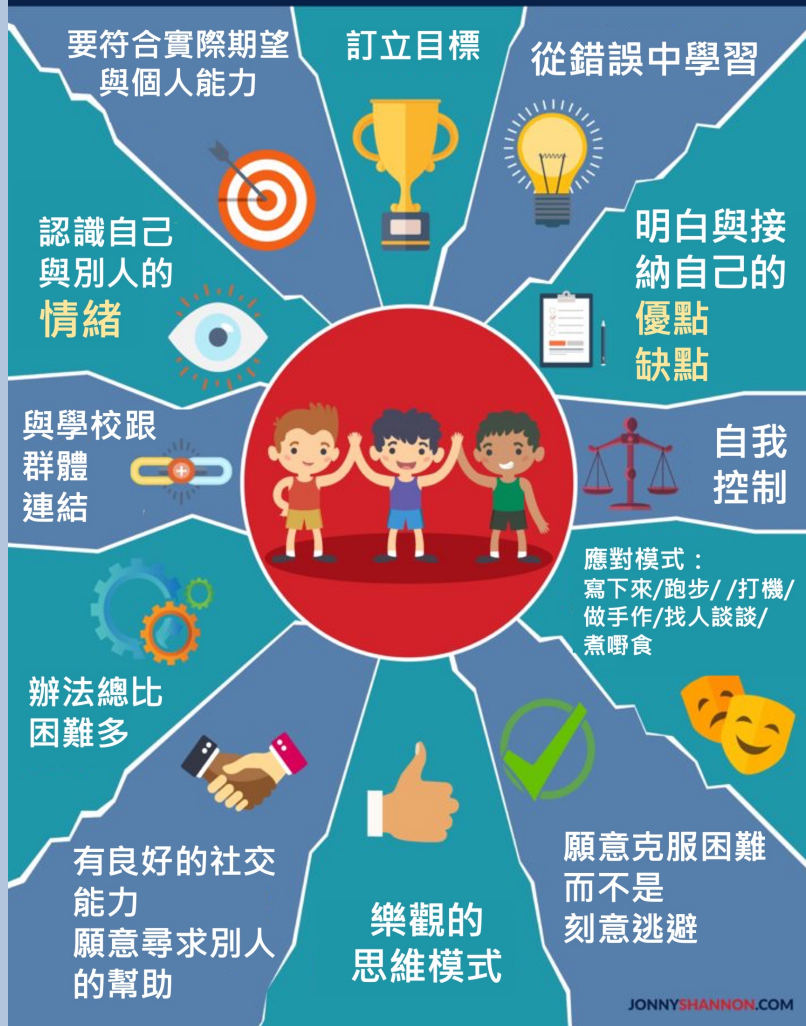 要符合實際期望
與個人能力
訂立目標
從錯誤中學習
認識自己
與別人的
情緒
明白與接
納自己的
優點
缺點
與學校跟
群體
連結
自我
控制
應對模式：
寫下來/跑步/ /打機/
做手作/找人談談/
煮嘢食
辦法總比
困難多
有良好的社交
能力
願意尋求別人
的幫助
樂觀的
思維模式
願意克服困難
而不是
刻意逃避
JONNYSHANNON.COM